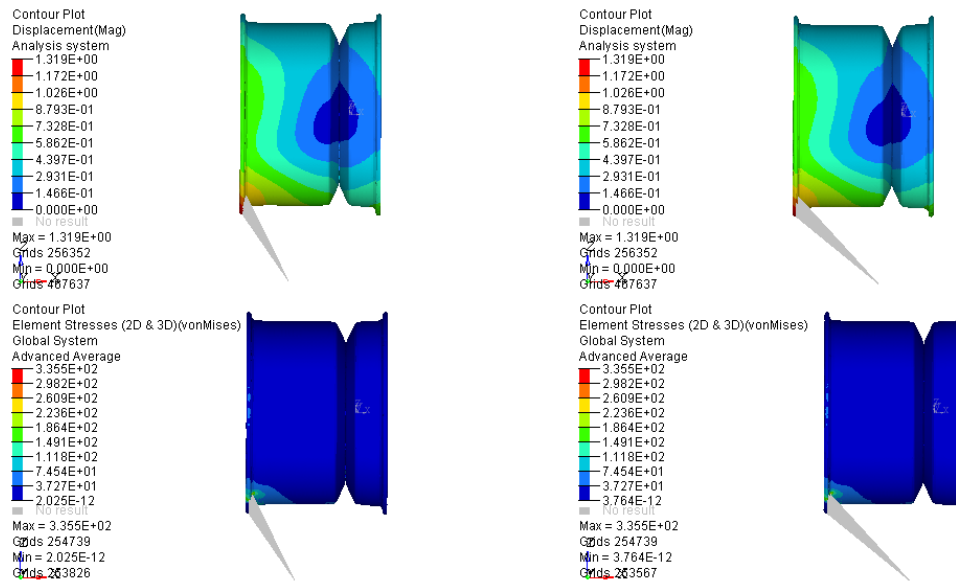 Contour Plot
Displacement(Mag)
Analysis system
1.319E+00
1.172E+00
1.026E+00
8.793E-01
7.328E-01
5.862E-01
4.397E-01
2.931E-01
1.466E-01
0.000E+00
No result
Max = 1.319E+00
Grids 256352
Min = 0.000E+00
Grids 467637
Contour Plot
Displacement(Mag)
Analysis system
1.319E+00
1.172E+00
1.026E+00
8.793E-01
7.328E-01
5.862E-01
4.397E-01
2.931E-01
1.466E-01
0.000E+00
No result
Max = 1.319E+00
Grids 256352
Min = 0.000E+00
Grids 467637
Contour Plot
Element Stresses (2D & 3D)(vonMises)
Global System
Advanced Average
3.355E+02
2.982E+02
2.609E+02
2.236E+02
1.864E+02
1.491E+02
1.118E+02
7.454E+01
3.727E+01
2.025E-12
No result
Max = 3.355E+02
Grids 254739
Min = 2.025E-12
Grids 253826
Contour Plot
Element Stresses (2D & 3D)(vonMises)
Global System
Advanced Average
3.355E+02
2.982E+02
2.609E+02
2.236E+02
1.864E+02
1.491E+02
1.118E+02
7.454E+01
3.727E+01
3.764E-12
No result
Max = 3.355E+02
Grids 254739
Min = 3.764E-12
Grids 253567